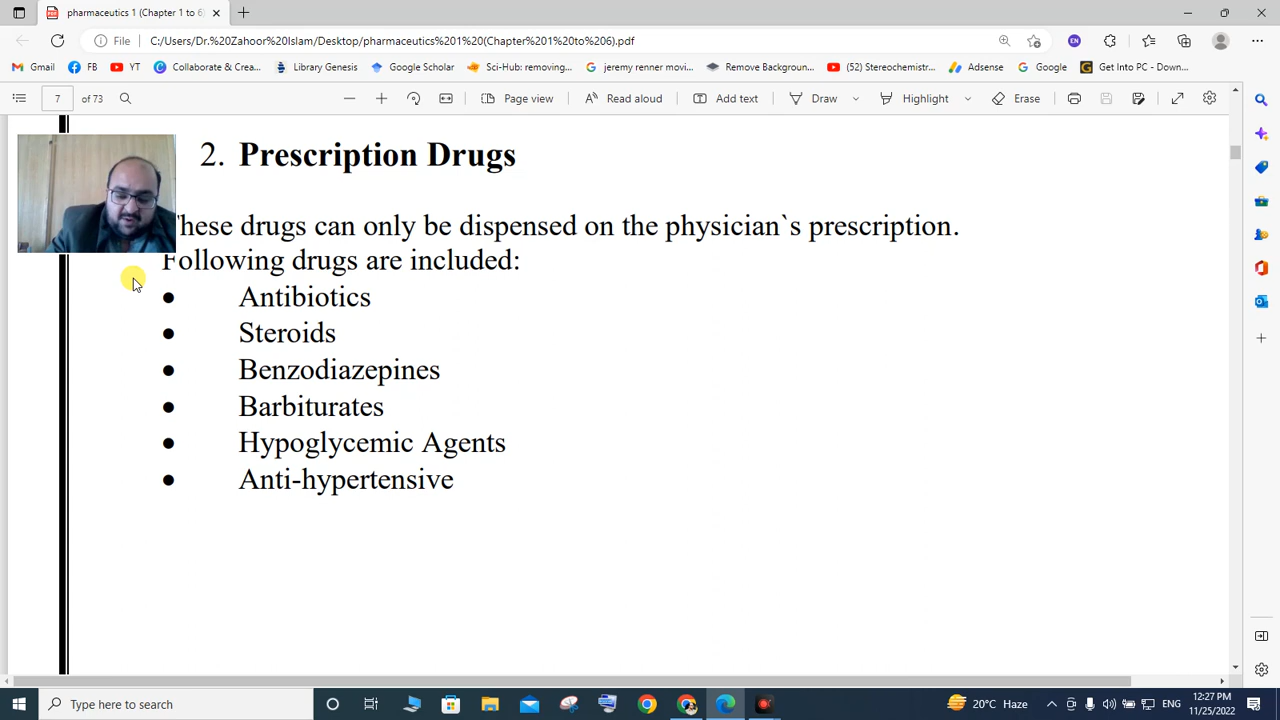 pharmaceutics 1 (Chapter 1 to 6)
File
C:/Users/Dr.%20Zahoor%20Islam/Desktop/pharmaceutics%201%20(Chapter%201%20to%206).pdf
EN
Gmail
FB
YT
Collaborate & Crea...
Library Genesis
Google Scholar
Sci-Hub: removing...
jeremy renner movi...
Remove Backgroun...
(52) Stereochemistr...
Adsense
Google
Get Into PC - Down...
7 of 73
Page view
Read aloud
Add text
Draw
Highlight
Erase
2. Prescription Drugs
These drugs can only be dispensed on the physician`s prescription.
Following drugs are included:
• Antibiotics
• Steroids
• Benzodiazepines
• Barbiturates
• Hypoglycemic Agents
• Anti-hypertensive
Type here to search
20°C Haze
ENG
12:27 PM
11/25/2022